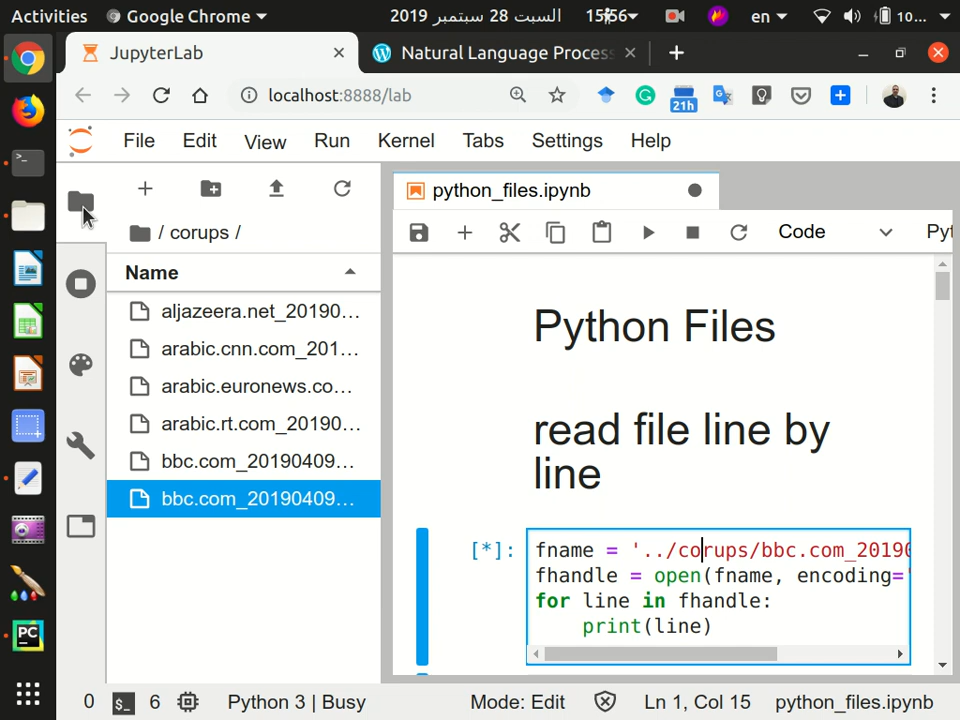 Activities Google Chrome السبت 28 سبتمبر 2019 15:56 en 10...
JupyterLab Natural Language Process
localhost:8888/lab 21h
File Edit View Run Kernel Tabs Settings Help
python_files.ipynb
/ corups /
Code Pyt
Name
aljazeera.net_20190...
arabic.cnn.com_201...
arabic.euronews.co...
arabic.rt.com_20190...
bbc.com_20190409...
bbc.com_20190409...
Python Files
read file line by
line
[*]: fname = '../corups/bbc.com_20190
fhandle = open(fname, encoding='
for line in fhandle:
print(line)
PC
0 $_ 6 Python 3 | Busy Mode: Edit Ln 1, Col 15 python_files.ipynb